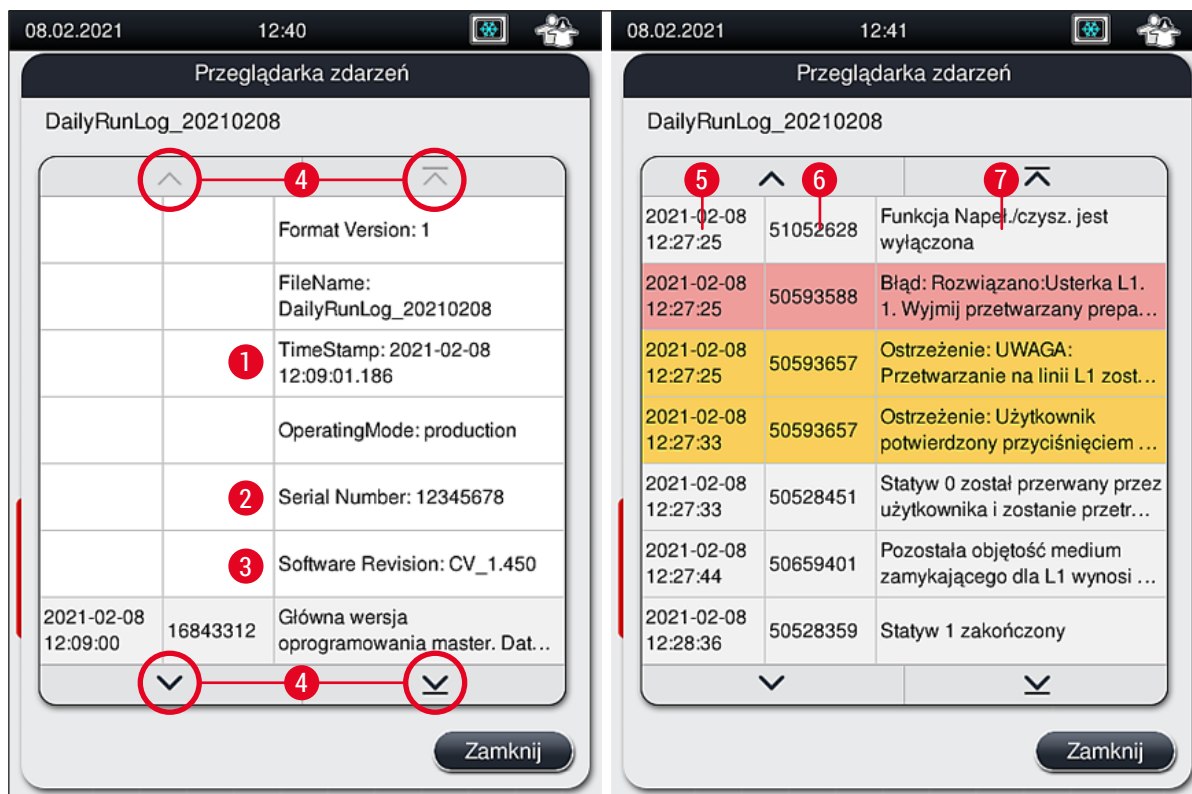 08.02.2021 12:40
Przeglądarka zdarzeń
DailyRunLog_20210208
4
Format Version: 1
FileName:
DailyRunLog_20210208
1
TimeStamp: 2021-02-08
12:09:01.186
OperatingMode: production
2
Serial Number: 12345678
3
Software Revision: CV_1.450
2021-02-08
12:09:00
16843312
Główna wersja
oprogramowania master. Dat...
4
Zamknij
08.02.2021 12:41
Przeglądarka zdarzeń
DailyRunLog_20210208
5 6 7
2021-02-08
12:27:25
51052628
Funkcja Napeł./czysz. jest
wyłączona
2021-02-08
12:27:25
50593588
Błąd: Rozwiązano:Usterka L1.
1. Wyjmij przetwarzany prepa...
2021-02-08
12:27:25
50593657
Ostrzeżenie: UWAGA:
Przetwarzanie na linii L1 zost...
2021-02-08
12:27:33
50593657
Ostrzeżenie: Użytkownik
potwierdzony przyciśnięciem ...
2021-02-08
12:27:33
50528451
Statyw 0 został przerwany przez
użytkownika i zostanie przetr...
2021-02-08
12:27:44
50659401
Pozostała objętość medium
zamykającego dla L1 wynosi ...
2021-02-08
12:28:36
50528359
Statyw 1 zakończony
Zamknij